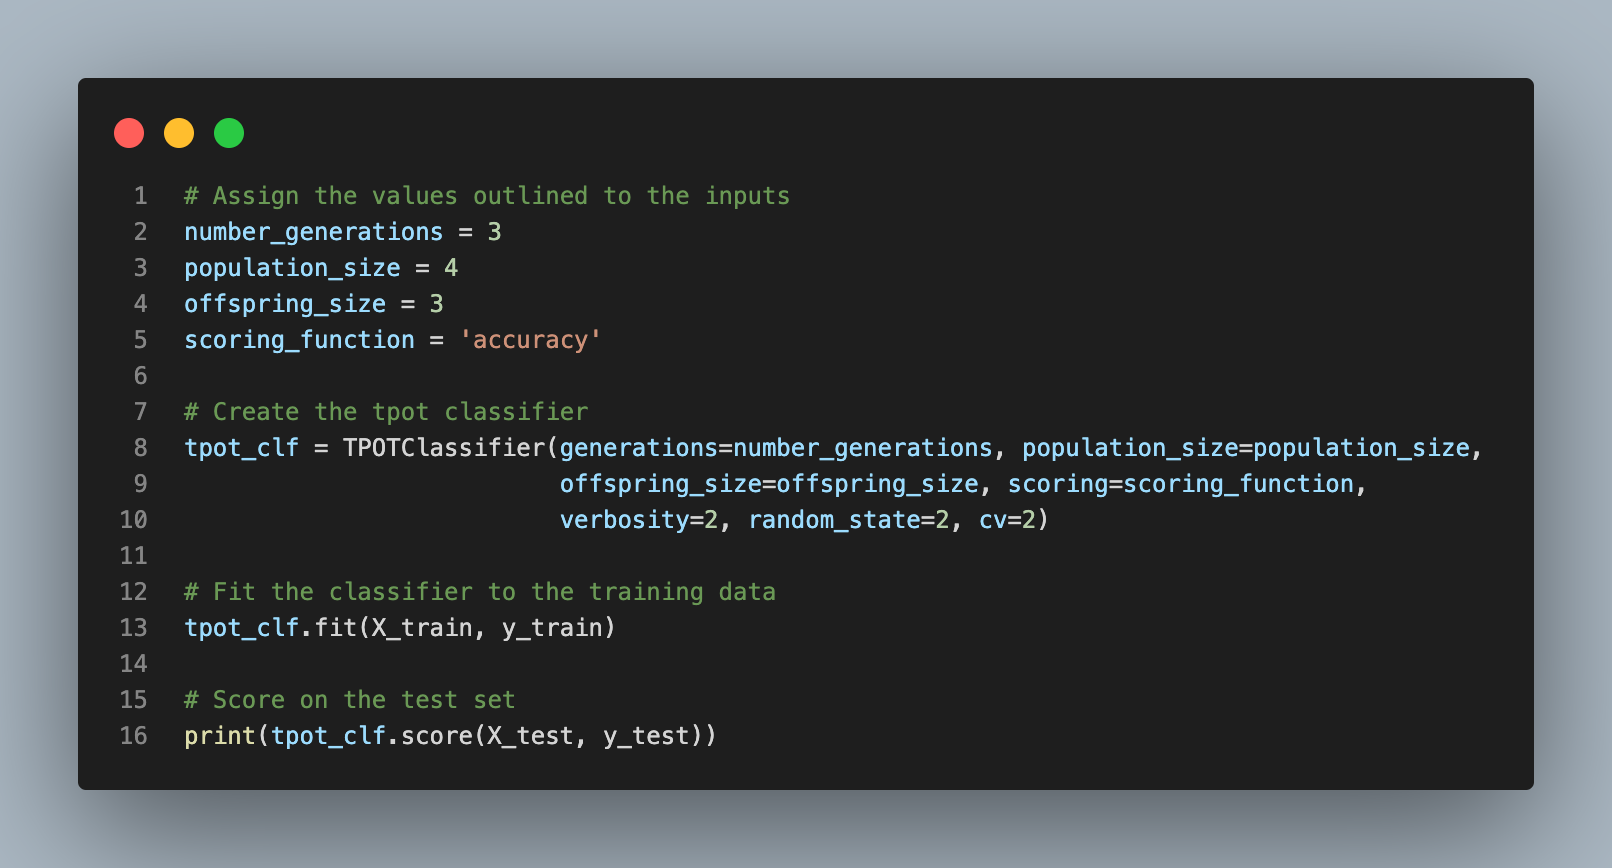 1 # Assign the values outlined to the inputs
2 number_generations = 3
3 population_size = 4
4 offspring_size = 3
5 scoring_function = 'accuracy'
6
7 # Create the tpot classifier
8 tpot_clf = TPOTClassifier(generations=number_generations, population_size=population_size,
9                           offspring_size=offspring_size, scoring=scoring_function,
10                           verbosity=2, random_state=2, cv=2)
11
12 # Fit the classifier to the training data
13 tpot_clf.fit(X_train, y_train)
14
15 # Score on the test set
16 print(tpot_clf.score(X_test, y_test))